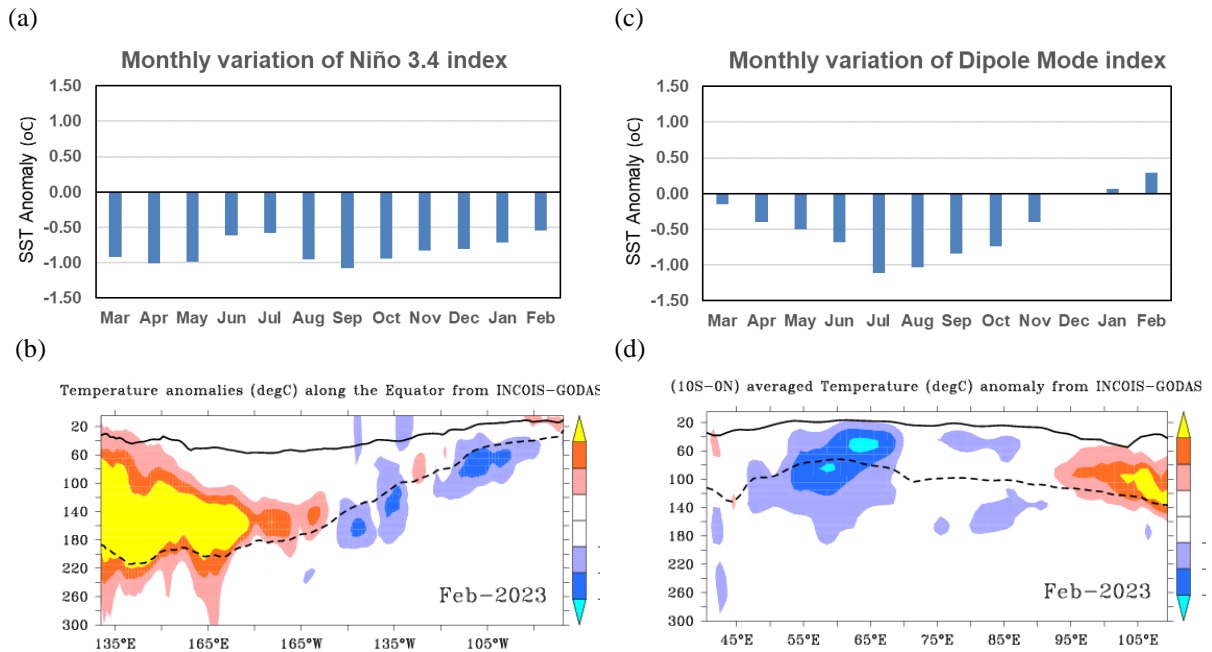 (a)
Monthly variation of Niño 3.4 index
SST Anomaly (oC)
1.50
1.00
0.50
0.00
-0.50
-1.00
-1.50
Mar Apr May Jun Jul Aug Sep Oct Nov Dec Jan Feb
(c)
Monthly variation of Dipole Mode index
SST Anomaly (oC)
1.50
1.00
0.50
0.00
-0.50
-1.00
-1.50
Mar Apr May Jun Jul Aug Sep Oct Nov Dec Jan Feb
(b)
Temperature anomalies (degC) along the Equator from INCOIS-GODAS
20
60
100
140
180
220
260
300
Feb-2023
135°E 165°E 165°W 135°W 105°W
(d)
(10S-0N) averaged Temperature (degC) anomaly from INCOIS-GODAS
20
60
100
140
180
220
260
300
Feb-2023
45°E 55°E 65°E 75°E 85°E 95°E 105°E